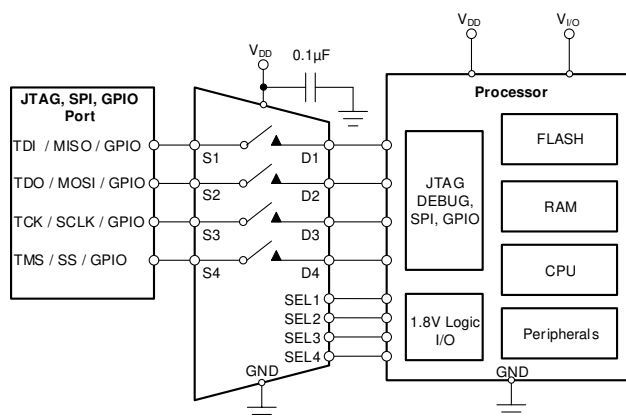 VDD
0.1µF
VDD
VI/O
JTAG, SPI, GPIO
Port
TDI / MISO / GPIO
TDO / MOSI / GPIO
TCK / SCLK / GPIO
TMS / SS / GPIO
S1
D1
S2
D2
S3
D3
S4
D4
SEL1
SEL2
SEL3
SEL4
GND
Processor
JTAG
DEBUG,
SPI, GPIO
1.8V Logic
I/O
FLASH
RAM
CPU
Peripherals
GND